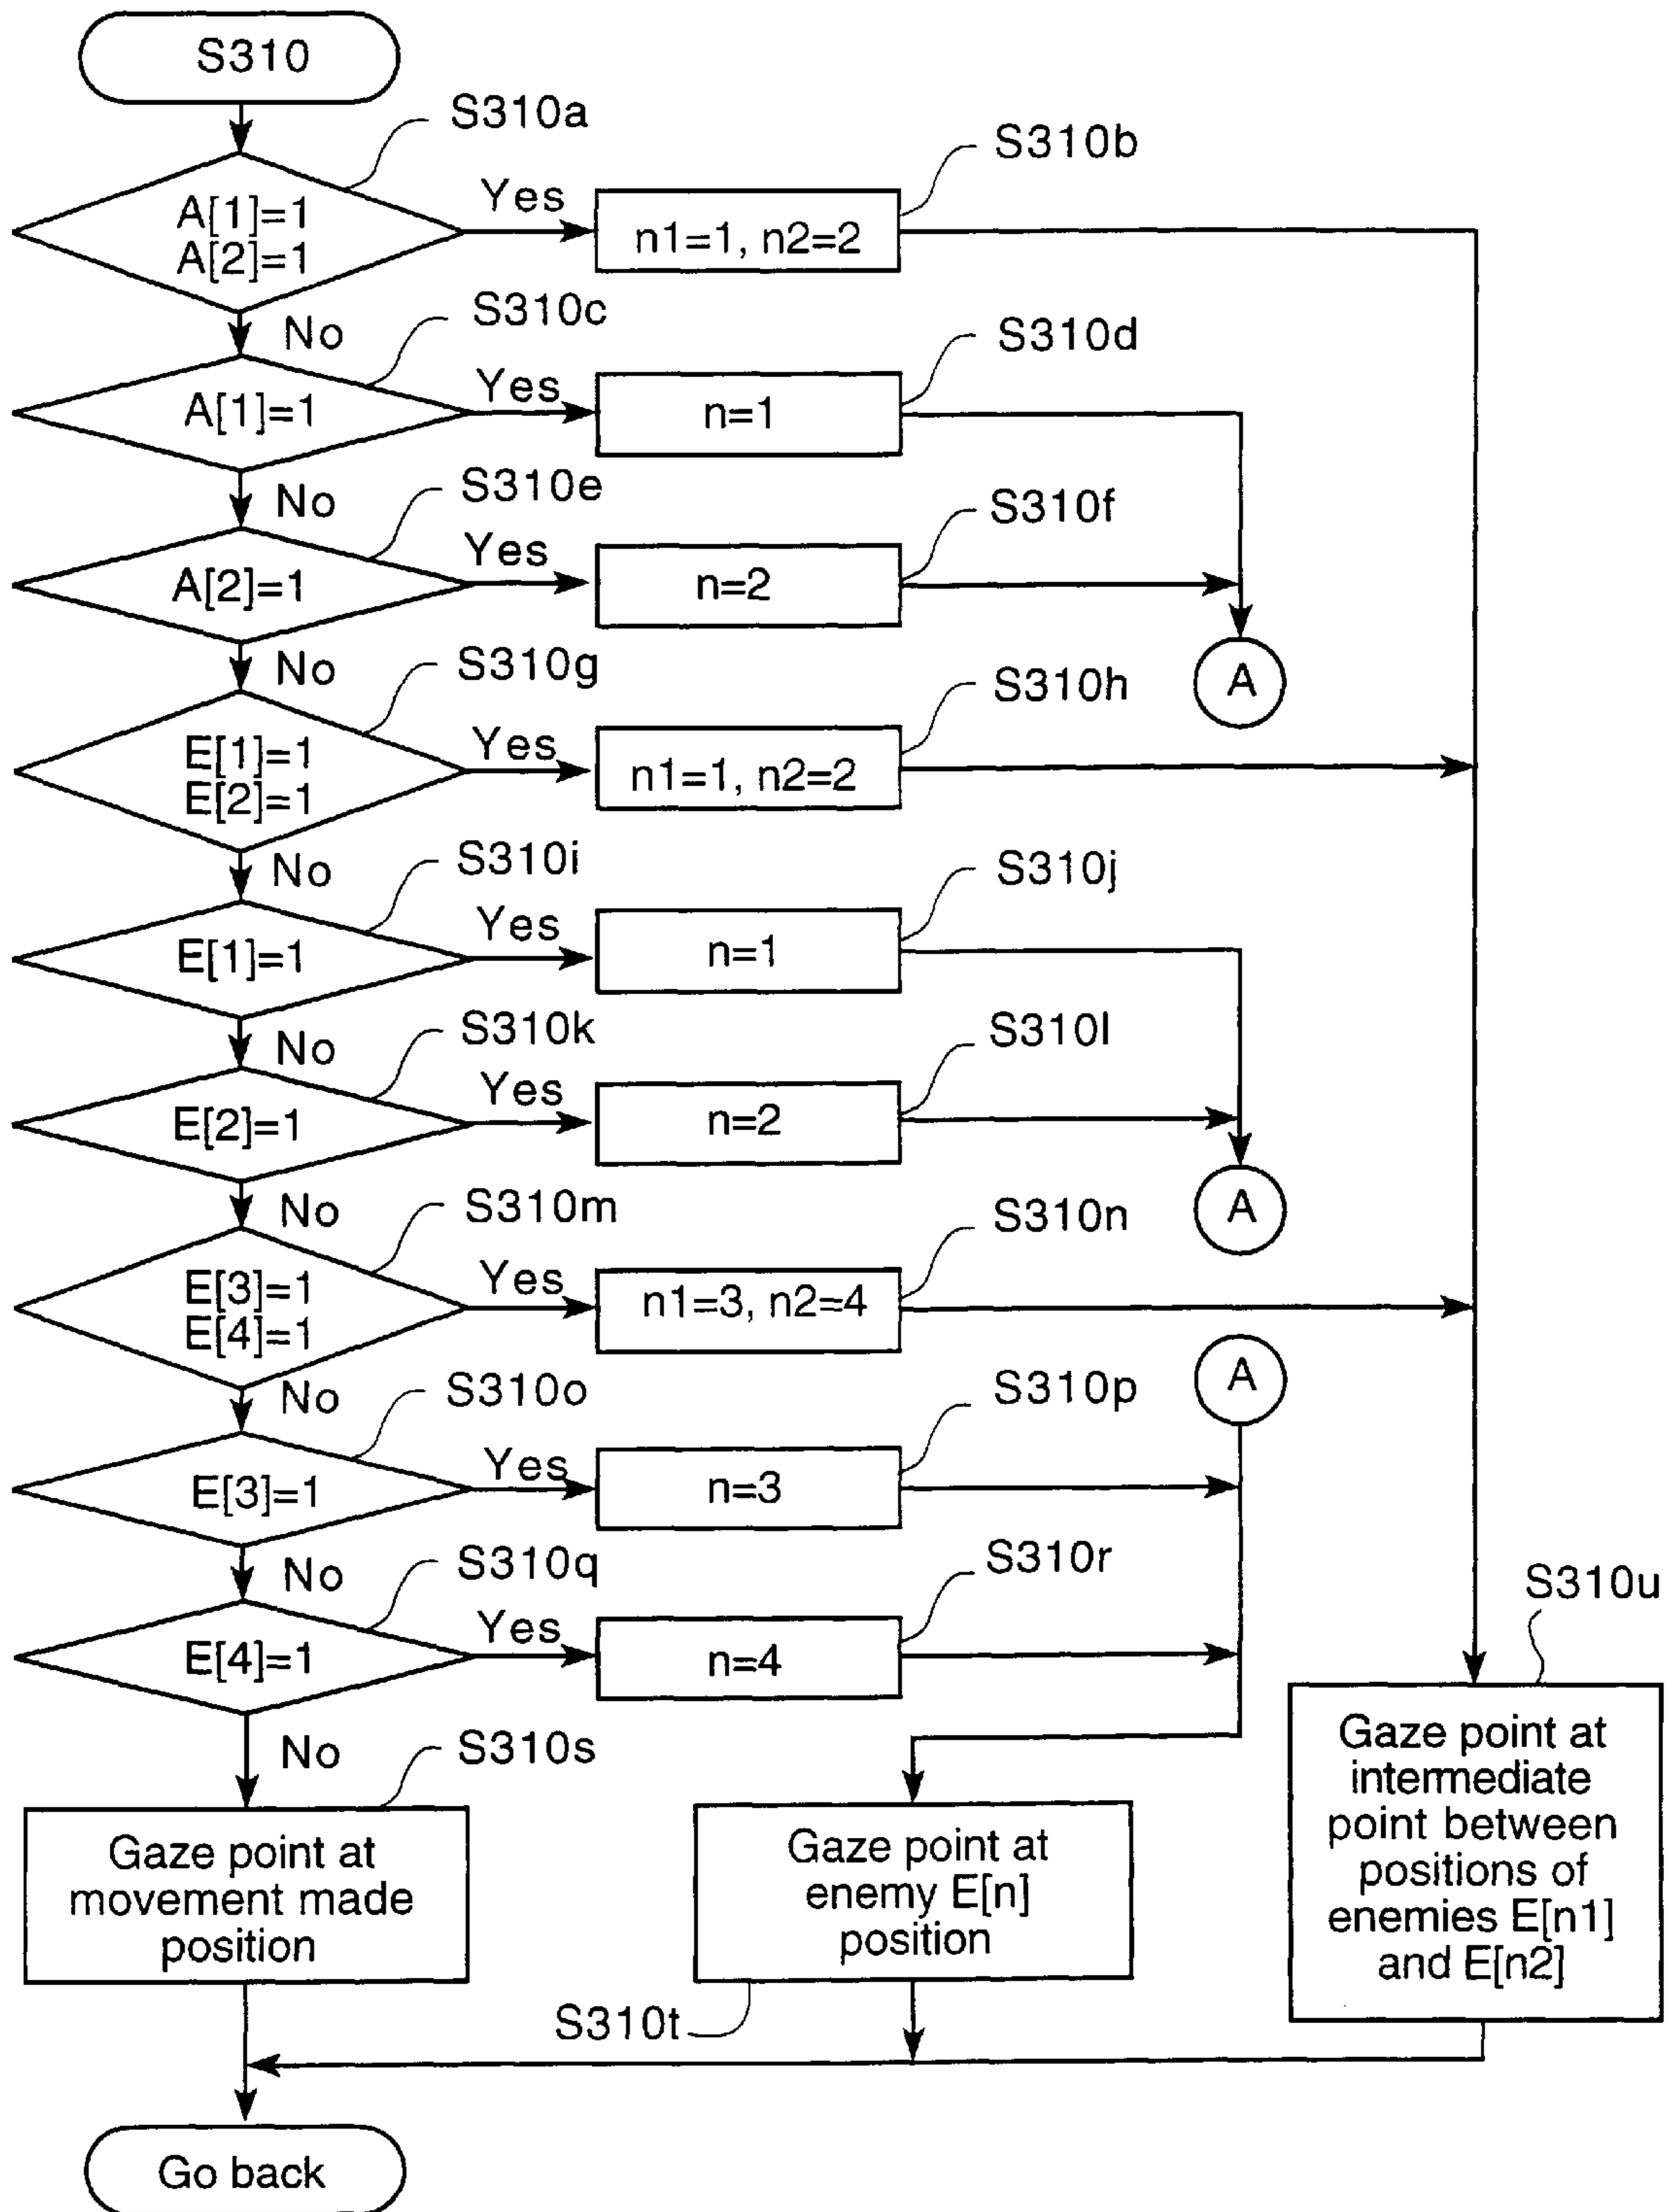 S310
S310a
A[1]=1
A[2]=1
Yes
S310b
n1=1, n2=2
No
S310c
A[1]=1
Yes
S310d
n=1
No
S310e
A[2]=1
Yes
S310f
n=2
A
No
S310g
E[1]=1
E[2]=1
Yes
S310h
n1=1, n2=2
No
S310i
E[1]=1
Yes
S310j
n=1
No
S310k
E[2]=1
Yes
S310l
n=2
A
No
S310m
E[3]=1
E[4]=1
Yes
S310n
n1=3, n2=4
A
No
S310o
E[3]=1
Yes
S310p
n=3
No
S310q
E[4]=1
Yes
S310r
n=4
No
S310s
Gaze point at
movement made
position
Gaze point at
enemy E[n]
position
S310t
S310u
Gaze point at
intermediate
point between
positions of
enemies E[n1]
and E[n2]
Go back